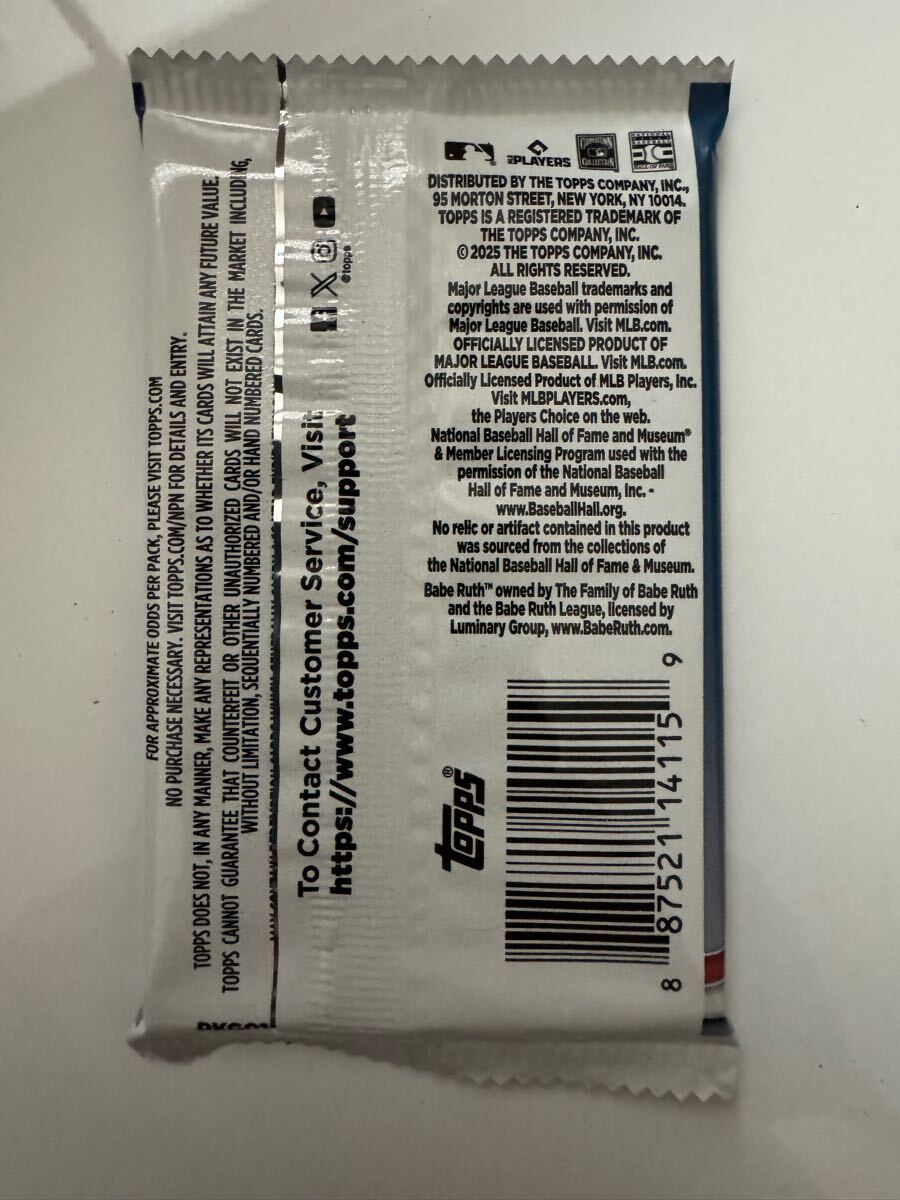 MLB PLAYERS
COOPERSTOWN
COLLECTION
NATIONAL
BASEBALL
HALL OF FAME
DISTRIBUTED BY THE TOPPS COMPANY, INC.,
95 MORTON STREET, NEW YORK, NY 10014.
TOPPS IS A REGISTERED TRADEMARK OF
THE TOPPS COMPANY, INC.
© 2025 THE TOPPS COMPANY, INC.
ALL RIGHTS RESERVED.
Major League Baseball trademarks and
copyrights are used with permission of
Major League Baseball. Visit MLB.com.
OFFICIALLY LICENSED PRODUCT OF
MAJOR LEAGUE BASEBALL. Visit MLB.com.
Officially Licensed Product of MLB Players, Inc.
Visit MLBPLAYERS.com,
the Players Choice on the web.
National Baseball Hall of Fame and Museum®
& Member Licensing Program used with the
permission of the National Baseball
Hall of Fame and Museum, Inc. -
www.BaseballHall.org.
No relic or artifact contained in this product
was sourced from the collections of
the National Baseball Hall of Fame & Museum.
Babe Ruth™ owned by The Family of Babe Ruth
and the Babe Ruth League, licensed by
Luminary Group, www.BabeRuth.com.
topps®
8 87521 14115 9
FOR APPROXIMATE ODDS PER PACK, PLEASE VISIT TOPPS.COM
NO PURCHASE NECESSARY. VISIT TOPPS.COM/NPN FOR DETAILS AND ENTRY.
TOPPS DOES NOT, IN ANY MANNER, MAKE ANY REPRESENTATIONS AS TO WHETHER ITS CARDS WILL ATTAIN ANY FUTURE VALUE.
TOPPS CANNOT GUARANTEE THAT COUNTERFEIT OR OTHER UNAUTHORIZED CARDS WILL NOT EXIST IN THE MARKET INCLUDING,
WITHOUT LIMITATION, SEQUENTIALLY NUMBERED AND/OR HAND NUMBERED CARDS.
To Contact Customer Service, Visit
https://www.topps.com/support
@topps